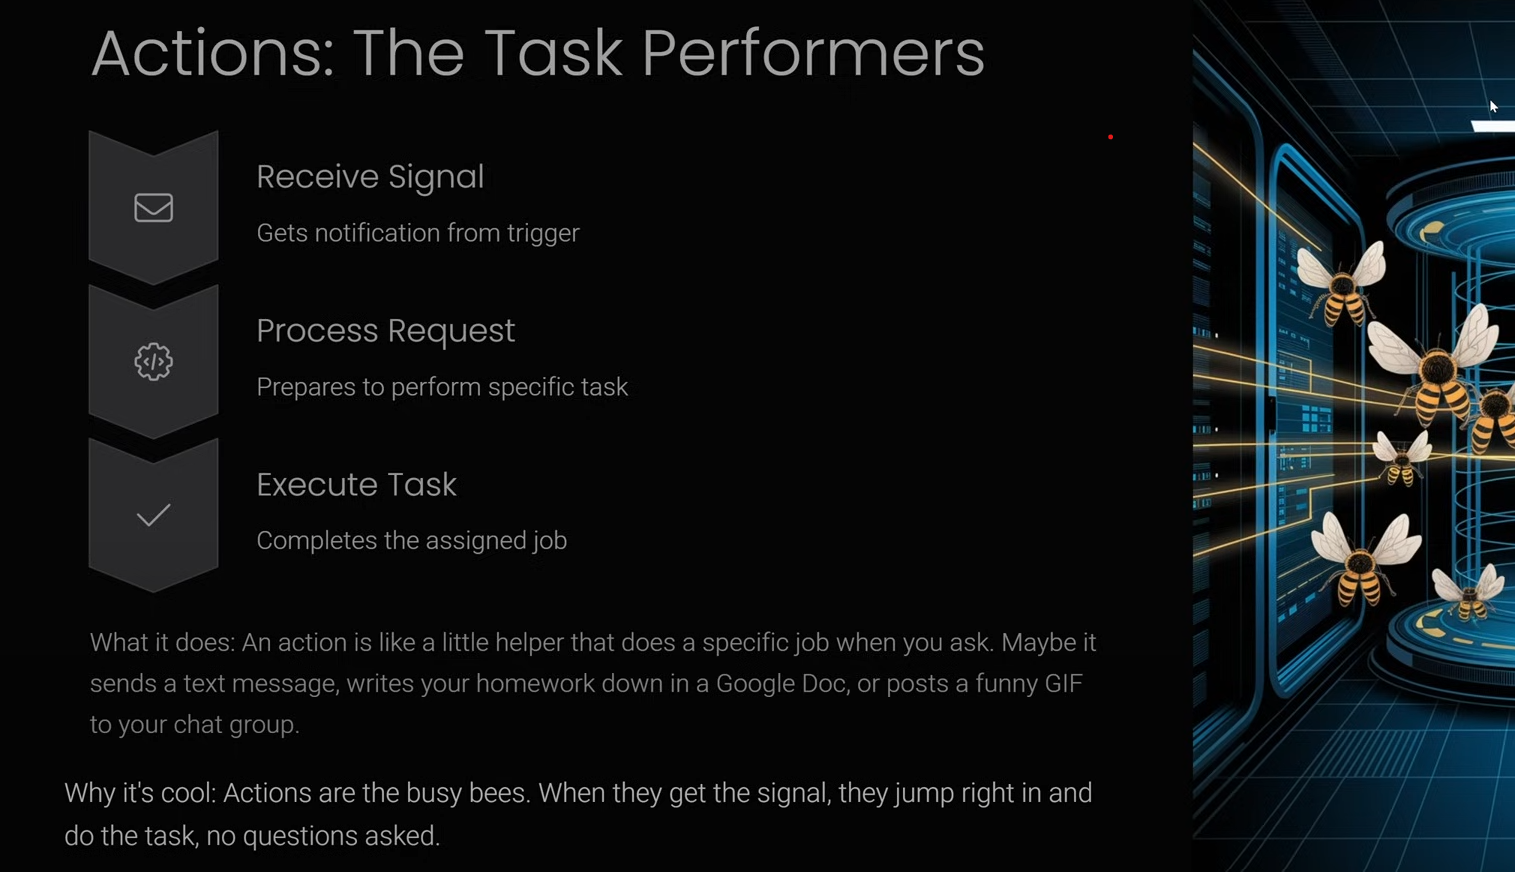 Actions: The Task Performers
Receive Signal
Gets notification from trigger
Process Request
Prepares to perform specific task
Execute Task
Completes the assigned job
What it does: An action is like a little helper that does a specific job when you ask. Maybe it
sends a text message, writes your homework down in a Google Doc, or posts a funny GIF
to your chat group.
Why it's cool: Actions are the busy bees. When they get the signal, they jump right in and
do the task, no questions asked.